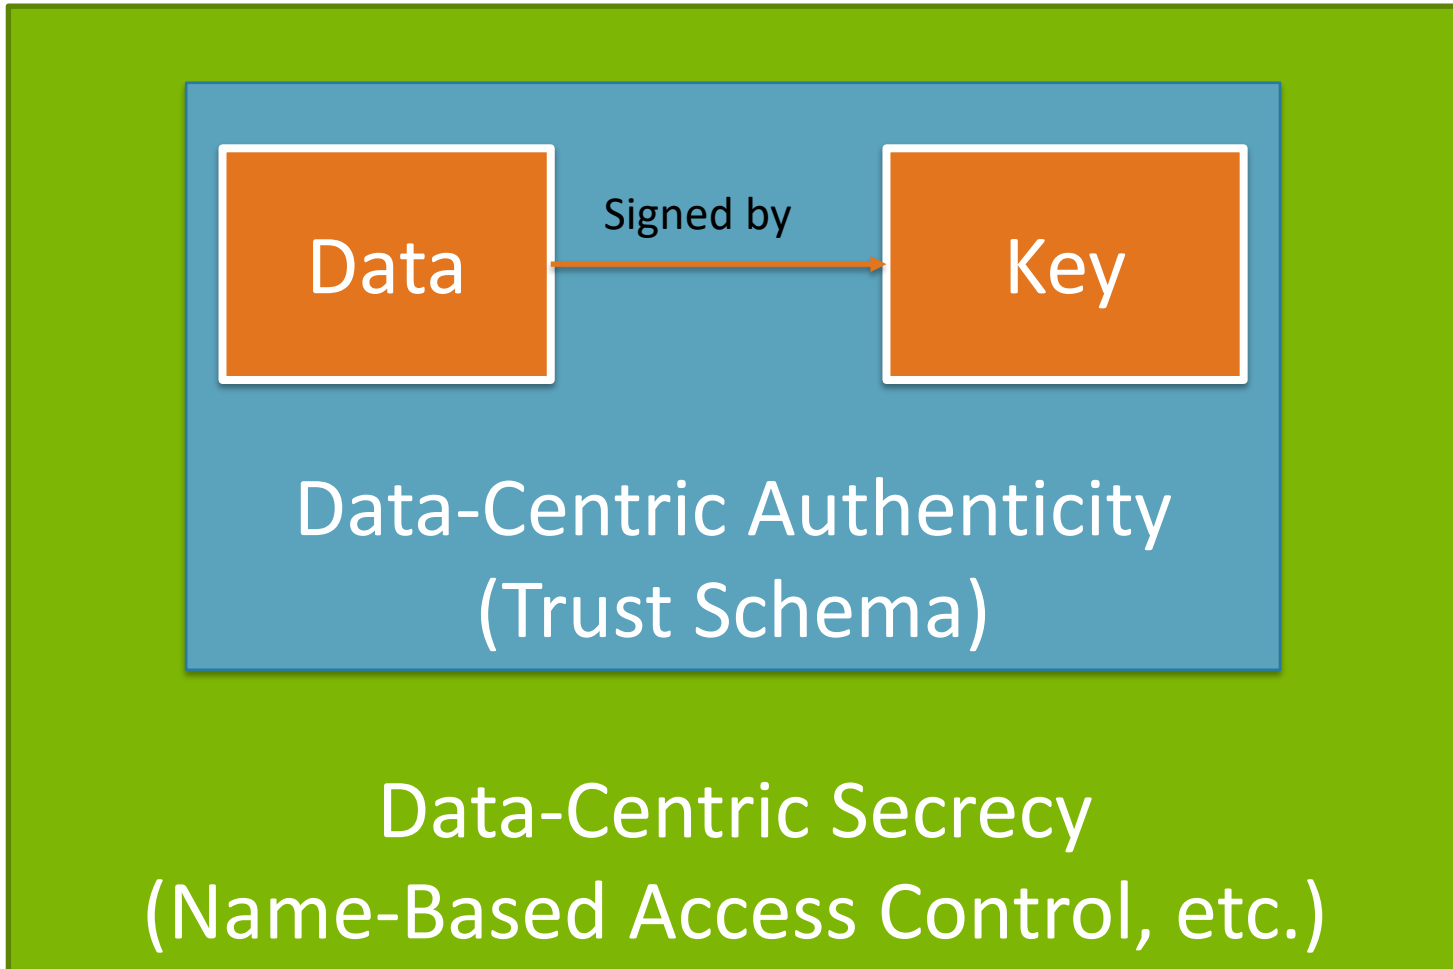 Signed by
Data
Key
Data-Centric Authenticity
(Trust Schema)
Data-Centric Secrecy
(Name-Based Access Control, etc.)